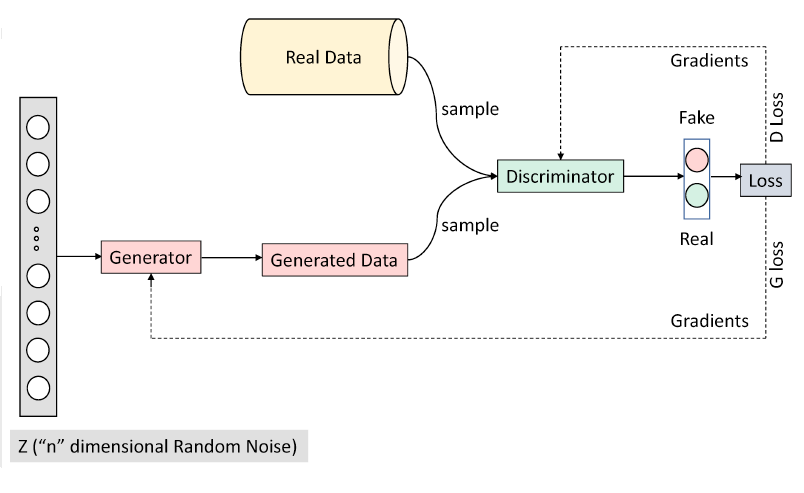 Real Data
Gradients
sample
Fake
D Loss
Discriminator
Loss
sample
Real
Generator
Generated Data
G loss
Gradients
Z (“n” dimensional Random Noise)